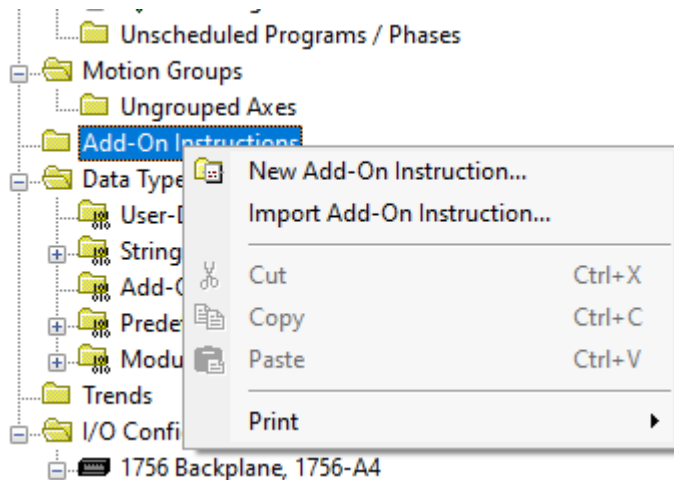 Unscheduled Programs / Phases
Motion Groups
Ungrouped Axes
Add-On Instructions
New Add-On Instruction...
Data Type
User-D
Import Add-On Instruction...
String
Cut Ctrl+X
Add-O
Copy Ctrl+C
Predef
Modu
Paste Ctrl+V
Trends
Print
I/O Confi
1756 Backplane, 1756-A4